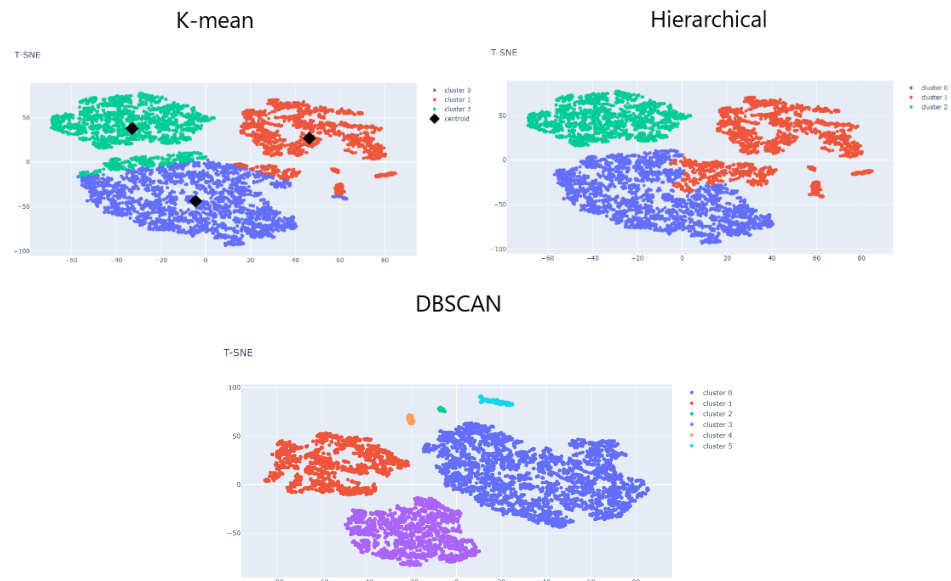 K-mean
Hierarchical
T-SNE
T-SNE
cluster 0
cluster 1
cluster 2
centroid
cluster 0
cluster 1
cluster 2
50
0
−50
−100
−60
−40
−20
0
20
40
60
80
50
0
−50
−100
−60
−40
−20
0
20
40
60
80
DBSCAN
T-SNE
cluster 0
cluster 1
cluster 2
cluster 3
cluster 4
cluster 5
100
50
0
−50